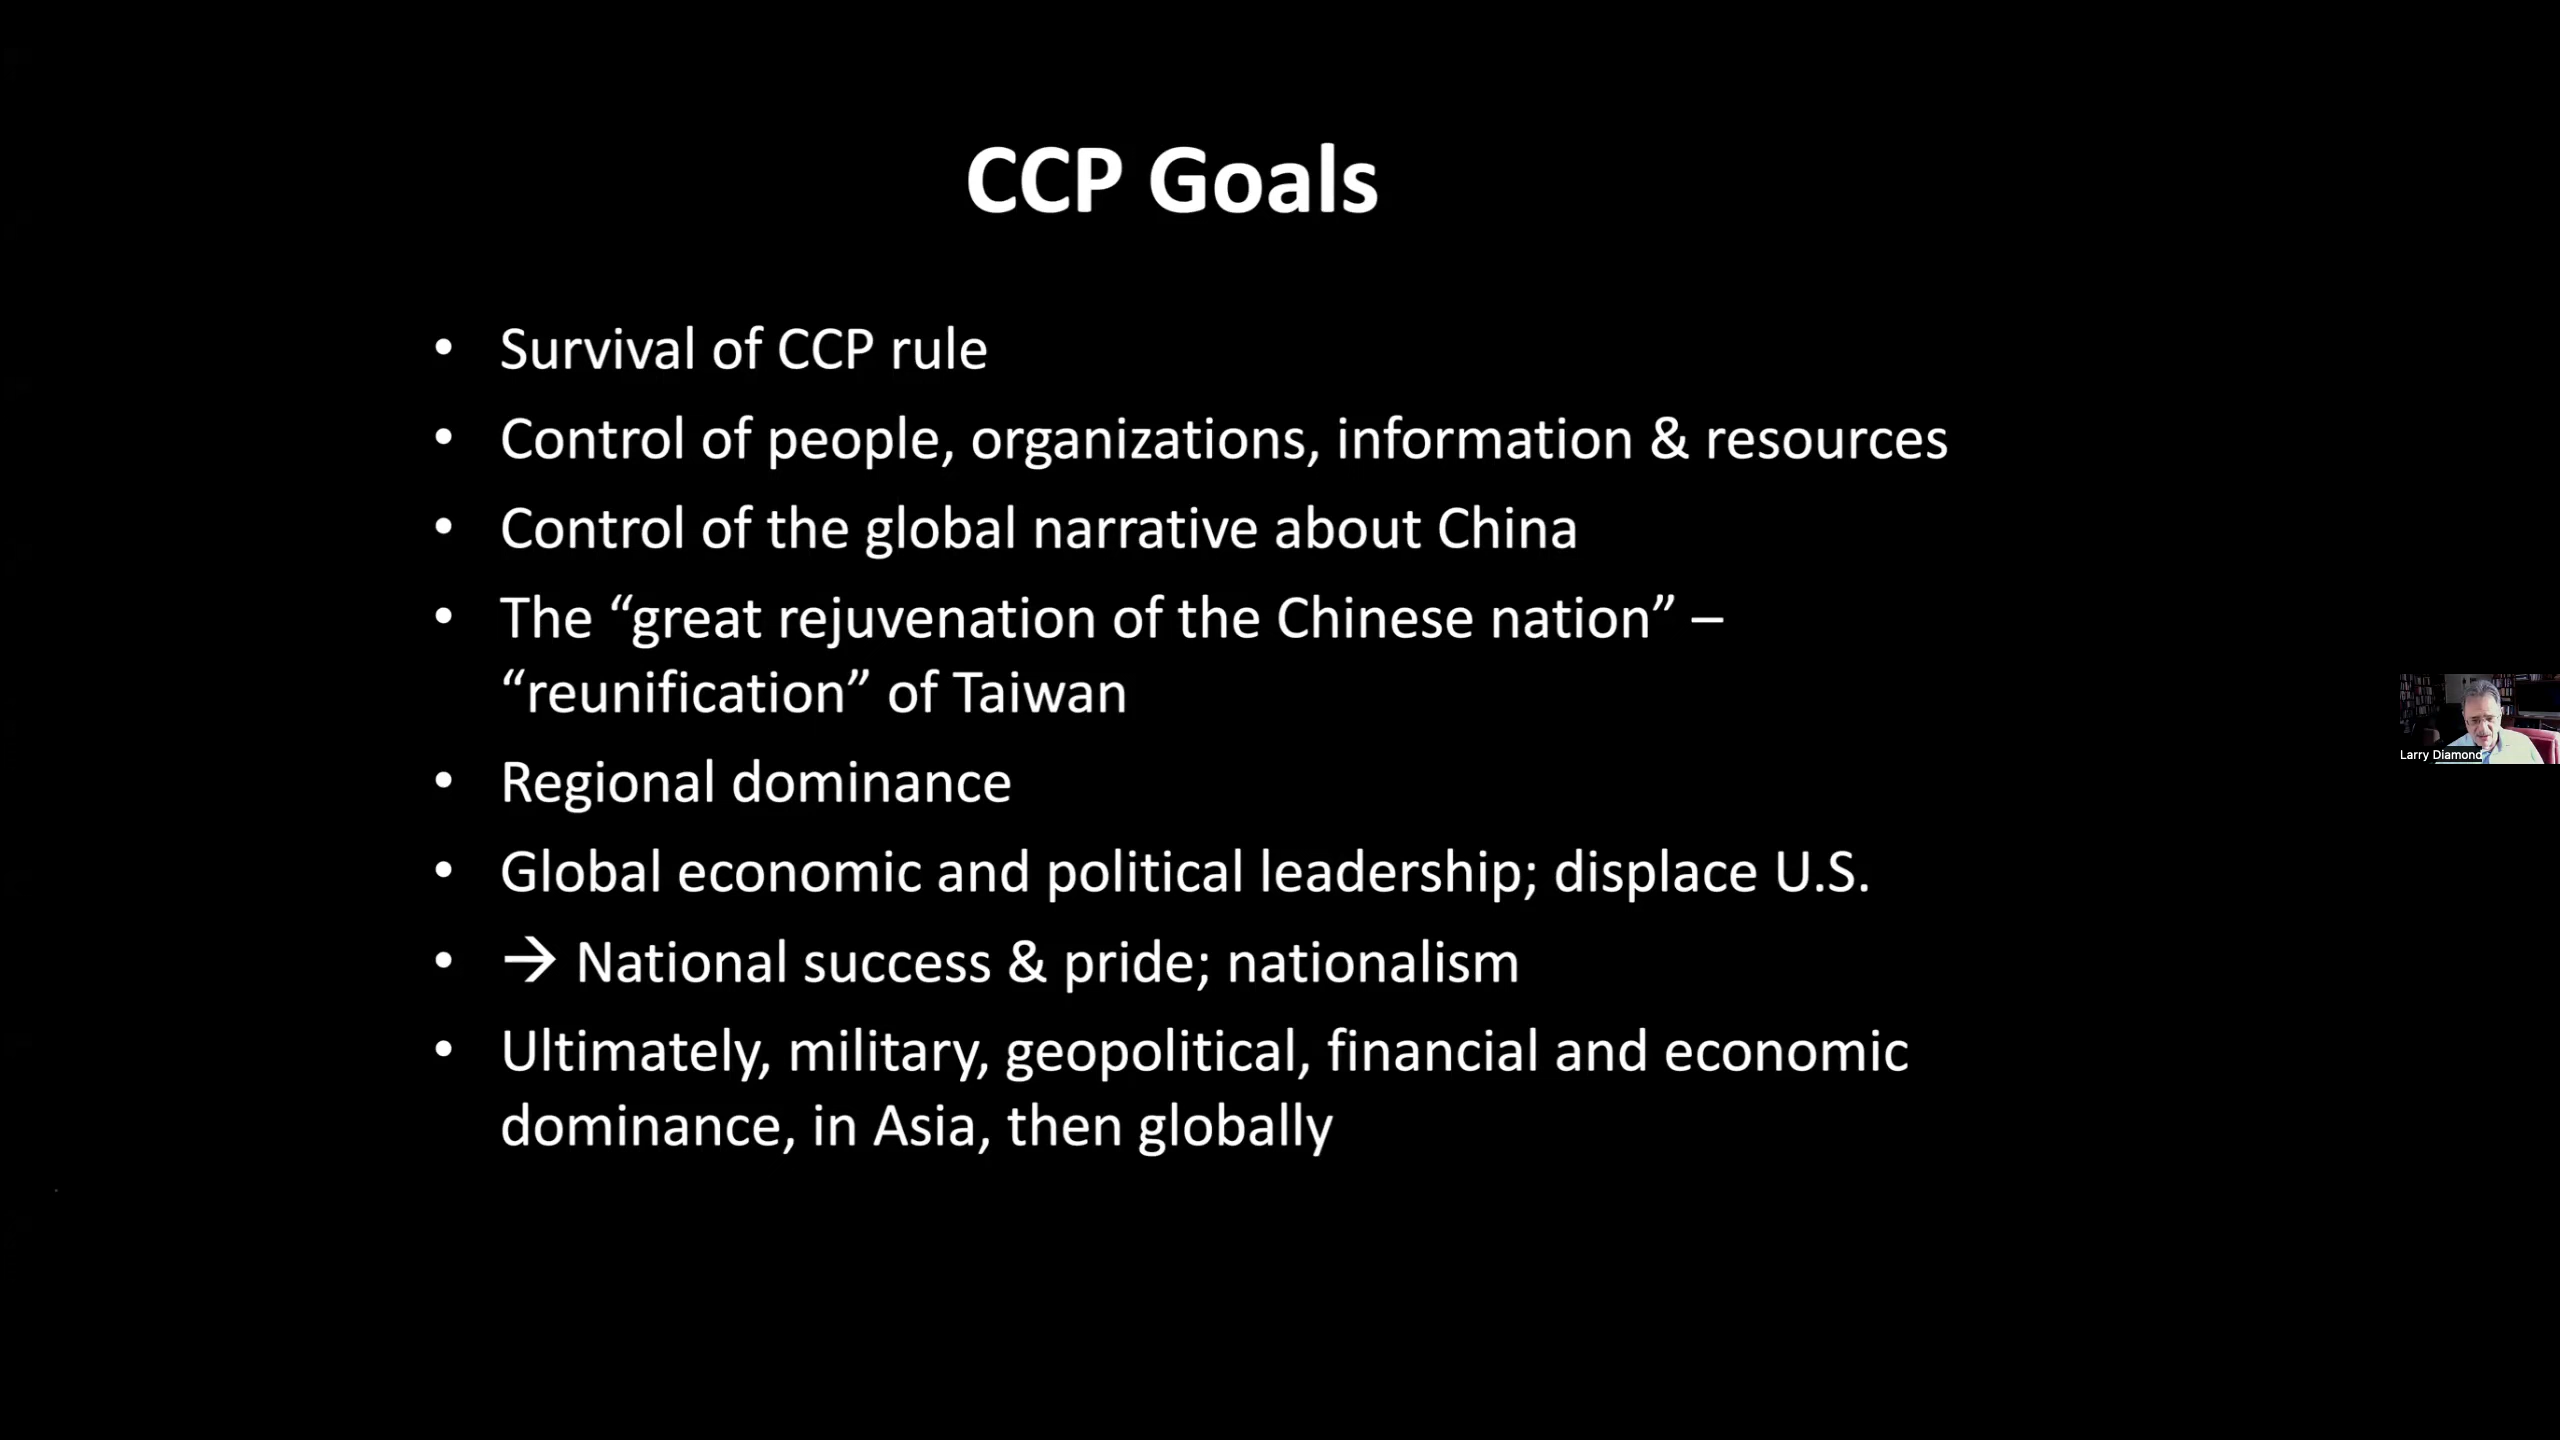 CCP Goals
• Survival of CCP rule
• Control of people, organizations, information & resources
• Control of the global narrative about China
• The “great rejuvenation of the Chinese nation” –
“reunification” of Taiwan
• Regional dominance
• Global economic and political leadership; displace U.S.
• → National success & pride; nationalism
• Ultimately, military, geopolitical, financial and economic
dominance, in Asia, then globally
Larry Diamond